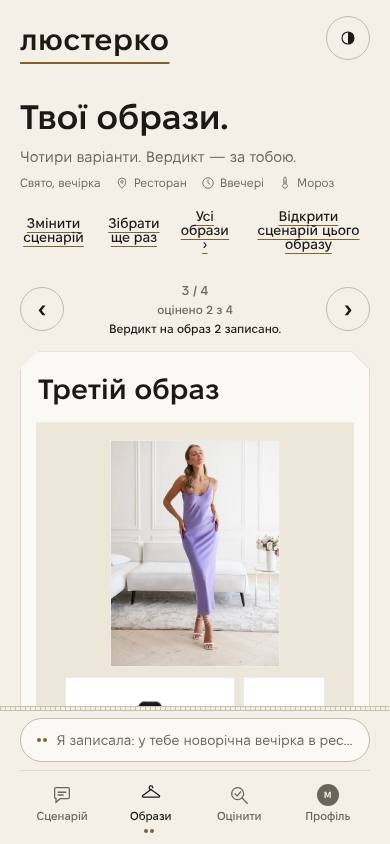 люстерко
Твої образи.
Чотири варіанти. Вердикт — за тобою.
Свято, вечірка Ресторан Ввечері Мороз
Змінити сценарій
Зібрати ще раз
Усі образи ›
Відкрити сценарій цього образу
‹
3 / 4
оцінено 2 з 4
Вердикт на образ 2 записано.
›
Третій образ
Я записала: у тебе новорічна вечірка в рес...
Сценарій Образи Оцінити М Профіль